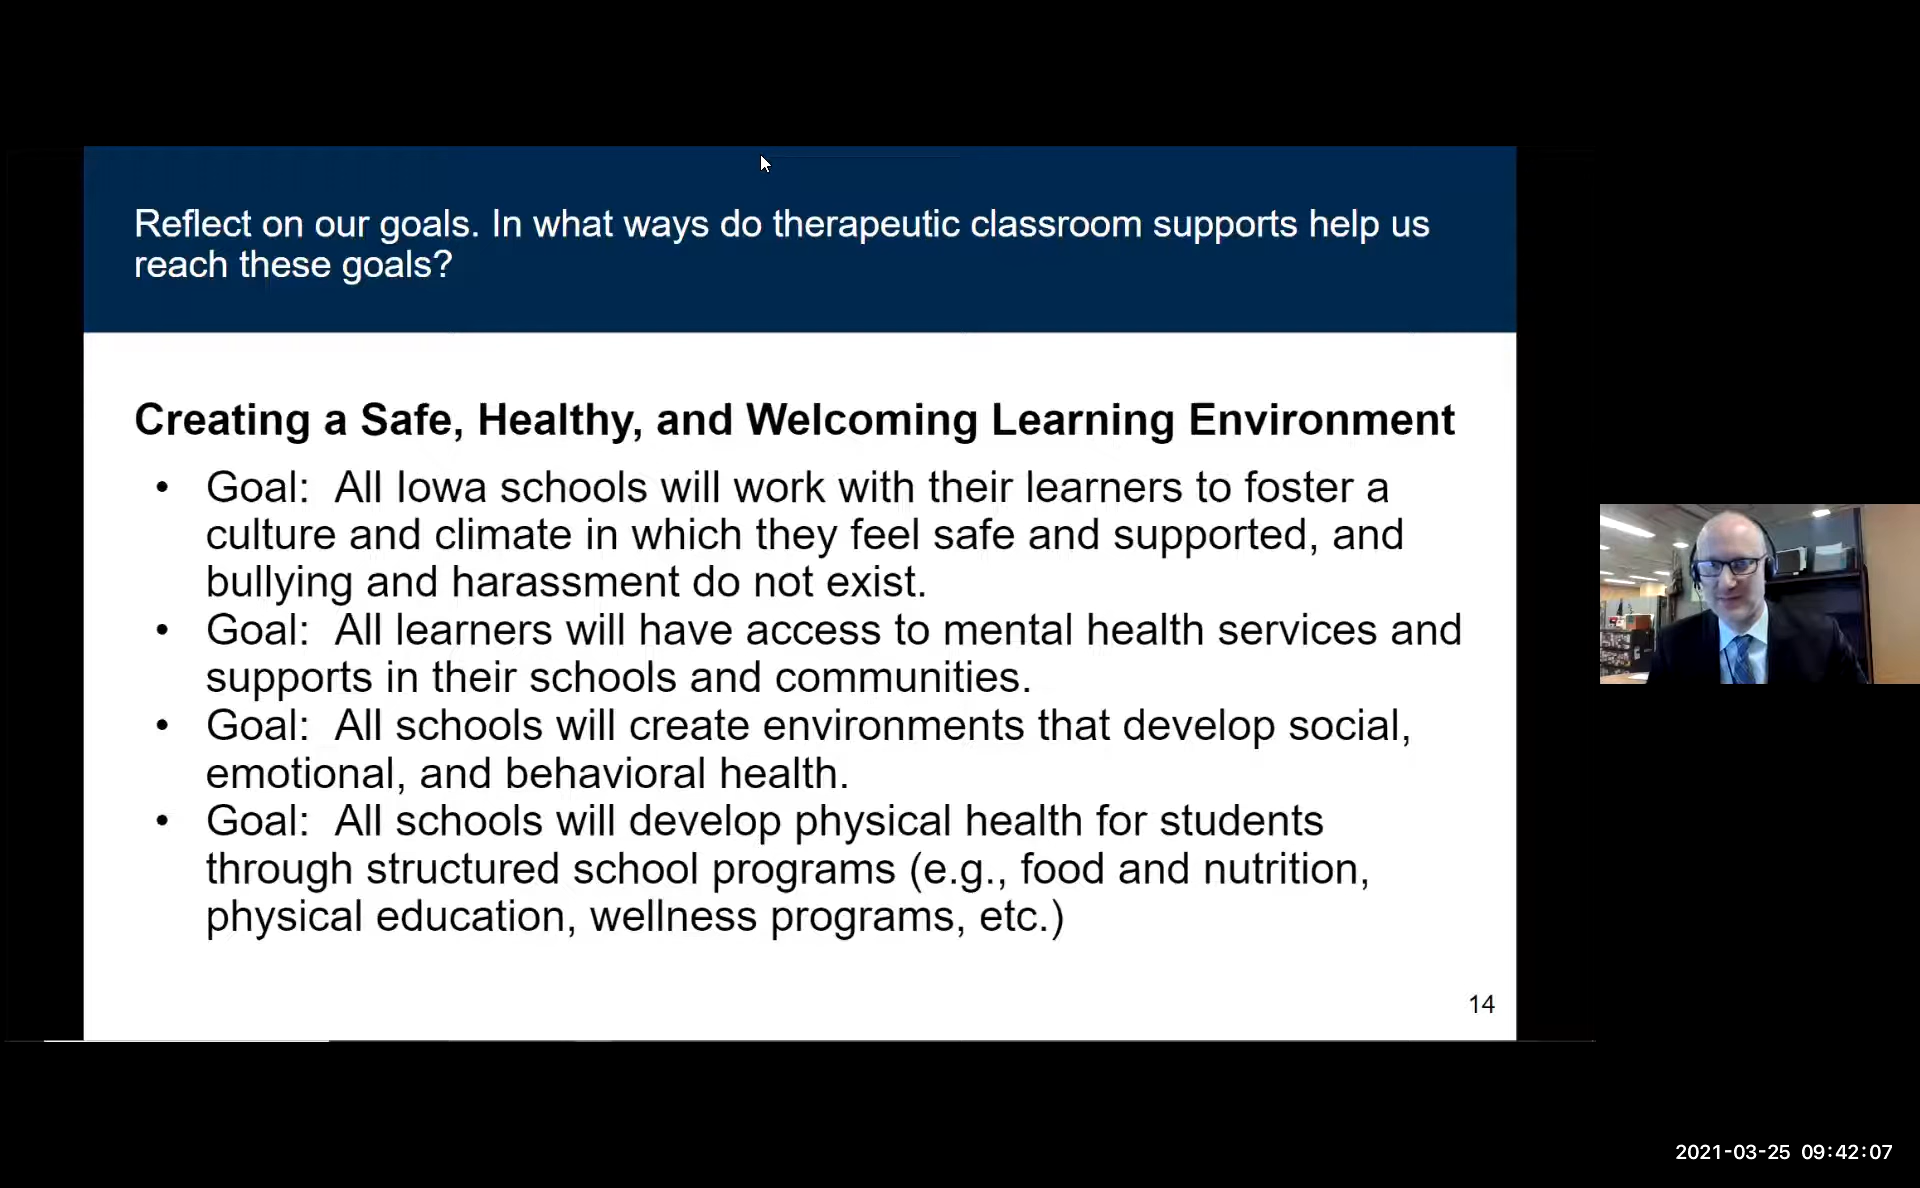 Reflect on our goals. In what ways do therapeutic classroom supports help us
reach these goals?
Creating a Safe, Healthy, and Welcoming Learning Environment
• Goal:  All Iowa schools will work with their learners to foster a
culture and climate in which they feel safe and supported, and
bullying and harassment do not exist.
• Goal:  All learners will have access to mental health services and
supports in their schools and communities.
• Goal:  All schools will create environments that develop social,
emotional, and behavioral health.
• Goal:  All schools will develop physical health for students
through structured school programs (e.g., food and nutrition,
physical education, wellness programs, etc.)
14
2021-03-25 09:42:07